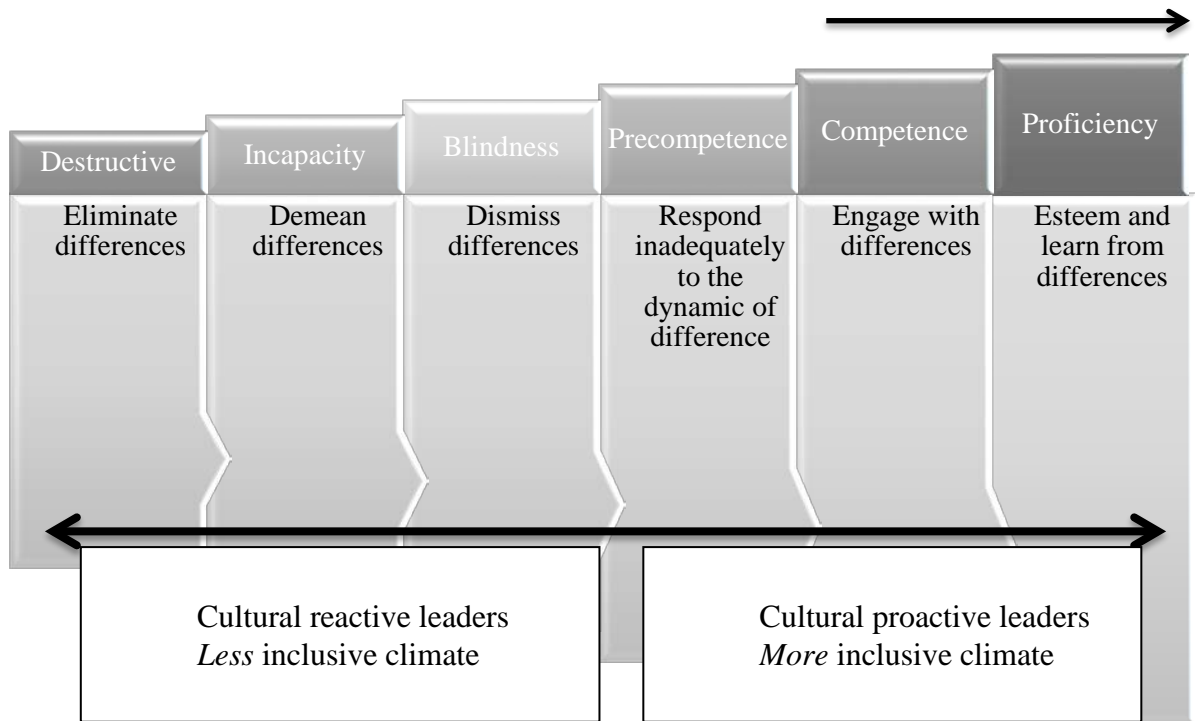 Destructive
Incapacity
Blindness
Precompetence
Competence
Proficiency
Eliminate
differences
Demean
differences
Dismiss
differences
Respond
inadequately
to the
dynamic of
difference
Engage with
differences
Esteem and
learn from
differences
Cultural reactive leaders
Less inclusive climate
Cultural proactive leaders
More inclusive climate